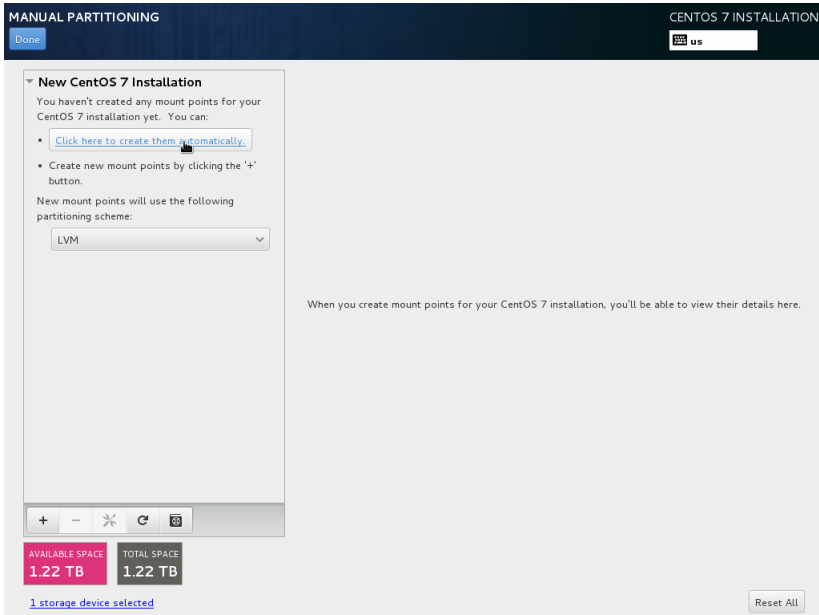 MANUAL PARTITIONING
CENTOS 7 INSTALLATION
Done
us
New CentOS 7 Installation
You haven't created any mount points for your
CentOS 7 installation yet. You can:
• Click here to create them automatically.
• Create new mount points by clicking the '+'
button.
New mount points will use the following
partitioning scheme:
LVM
When you create mount points for your CentOS 7 installation, you'll be able to view their details here.
+ −
AVAILABLE SPACE
1.22 TB
TOTAL SPACE
1.22 TB
1 storage device selected
Reset All